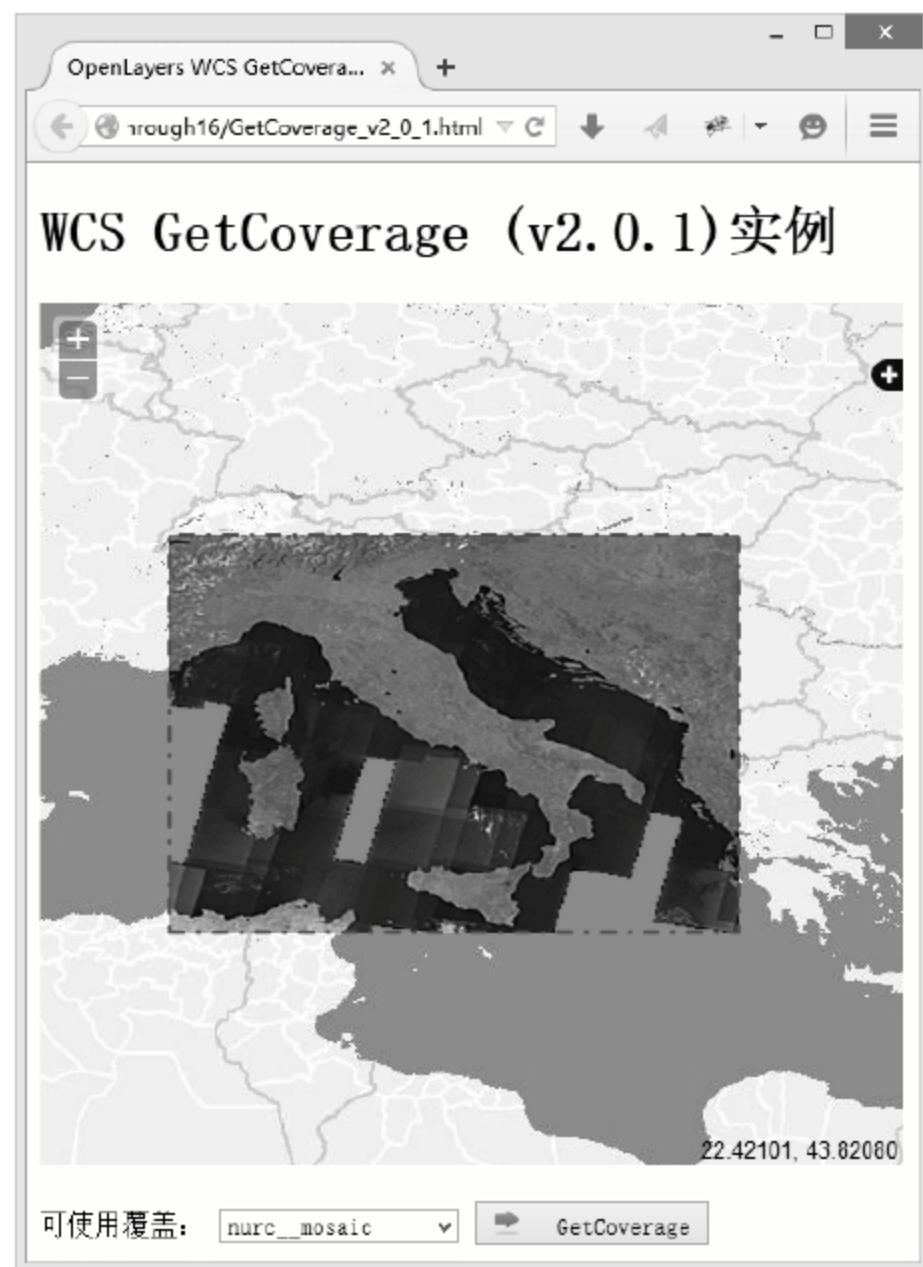 OpenLayers WCS GetCovera...
rough16/GetCoverage_v2_0_1.html
WCS GetCoverage (v2.0.1)实例
22.42101, 43.82080
可使用覆盖： nurc__mosaic GetCoverage